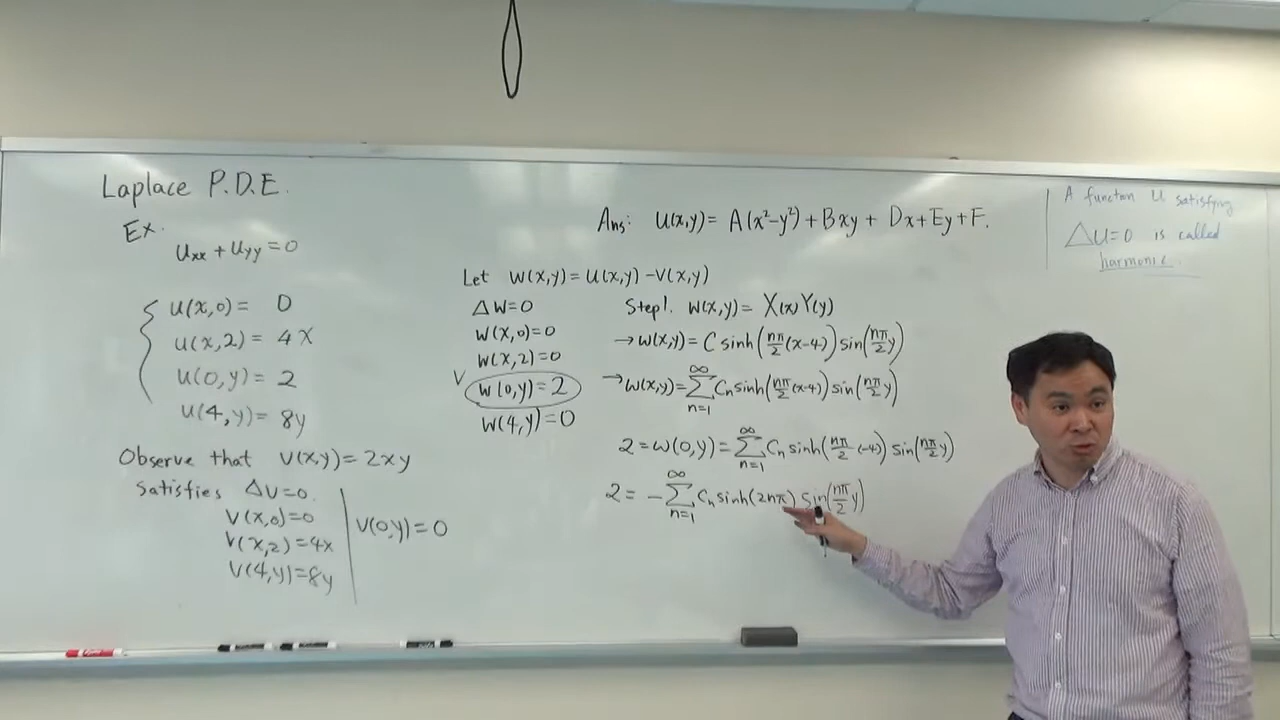 Laplace P.D.E.
Ex.
Uxx + Uyy = 0
U(x,0) = 0
U(x,2) = 4x
U(0,y) = 2
U(4,y) = 8y
Observe that V(x,y) = 2xy
satisfies ΔV=0.
V(x,0)=0
V(x,2)=4x
V(4,y)=8y
V(0,y)=0
Ans: U(x,y) = A(x²-y²) + Bxy + Dx + Ey + F.
Let W(x,y) = U(x,y) - V(x,y)
ΔW=0
W(x,0)=0
W(x,2)=0
V W(0,y)=2
W(4,y)=0
Step1. W(x,y) = X(x)Y(y)
→ W(x,y) = C sinh(nπ/2 (x-4)) sin(nπ/2 y)
→ W(x,y) = ∞∑n=1 Cn sinh(nπ/2 (x-4)) sin(nπ/2 y)
2 = W(0,y) = ∞∑n=1 Cn sinh(nπ/2 (-4)) sin(nπ/2 y)
2 = - ∞∑n=1 Cn sinh(2nπ) sin(nπ/2 y)
A function U satisfying
ΔU=0 is called
harmonic.